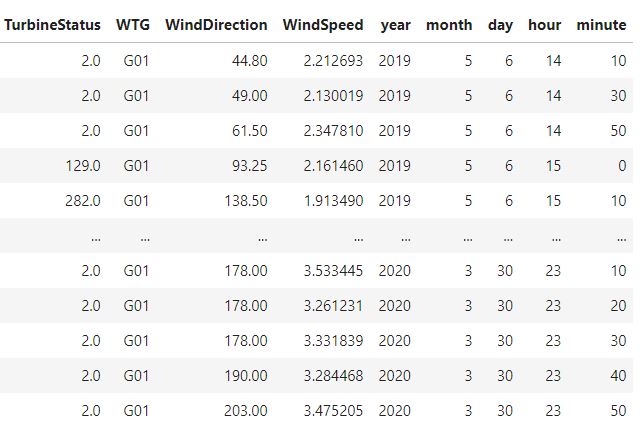 TurbineStatus WTG WindDirection WindSpeed year month day hour minute
2.0 G01 44.80 2.212693 2019 5 6 14 10
2.0 G01 49.00 2.130019 2019 5 6 14 30
2.0 G01 61.50 2.347810 2019 5 6 14 50
129.0 G01 93.25 2.161460 2019 5 6 15 0
282.0 G01 138.50 1.913490 2019 5 6 15 10
... ... ... ... ... ... ... ... ...
2.0 G01 178.00 3.533445 2020 3 30 23 10
2.0 G01 178.00 3.261231 2020 3 30 23 20
2.0 G01 178.00 3.331839 2020 3 30 23 30
2.0 G01 190.00 3.284468 2020 3 30 23 40
2.0 G01 203.00 3.475205 2020 3 30 23 50